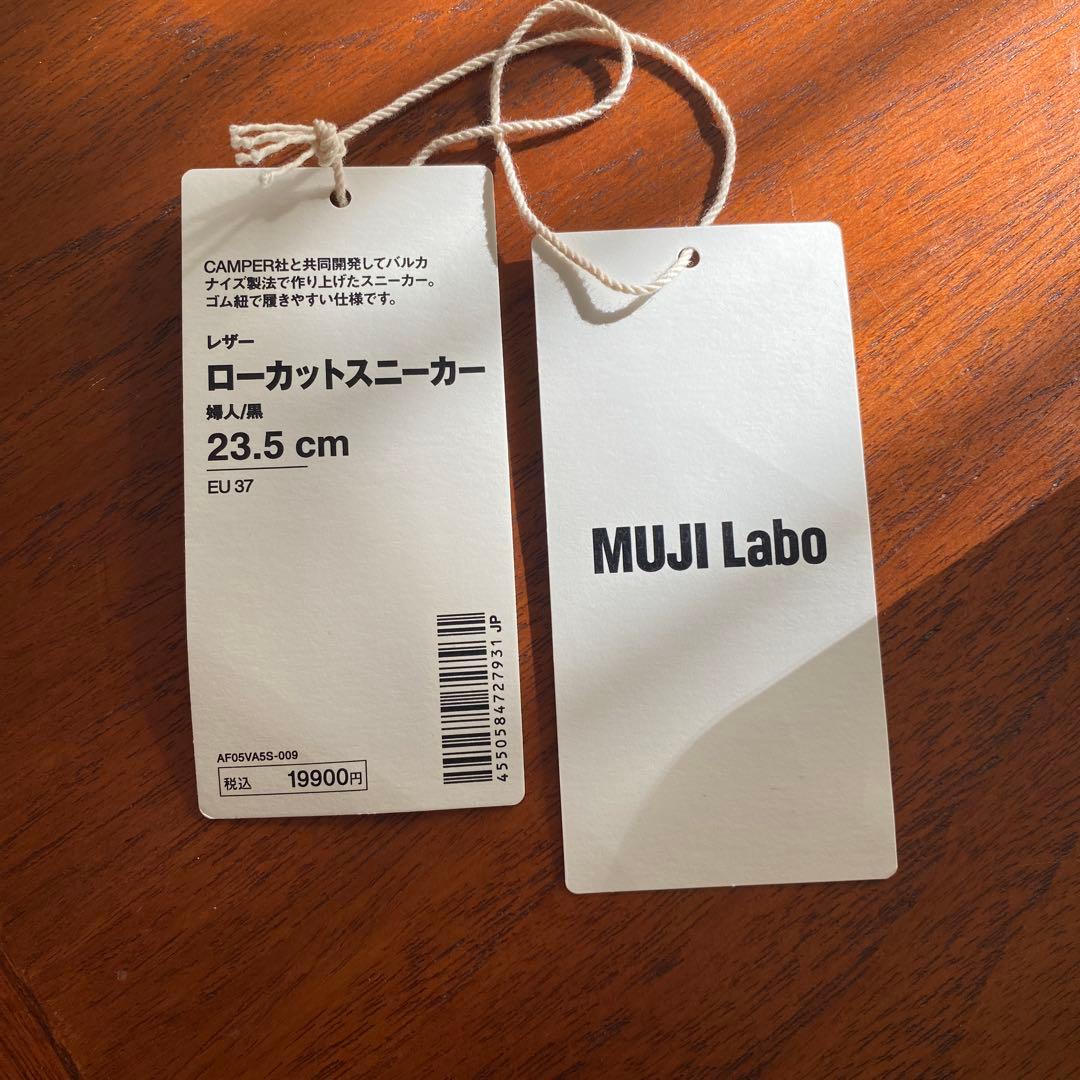 CAMPER社と共同開発してバルカ
ナイズ製法で作り上げたスニーカー。
ゴム紐で履きやすい仕様です。
レザー
ローカットスニーカー
婦人/黒
23.5 cm
EU 37
4550584727931 JP
AF05VA5S-009
税込 19900円
MUJI Labo